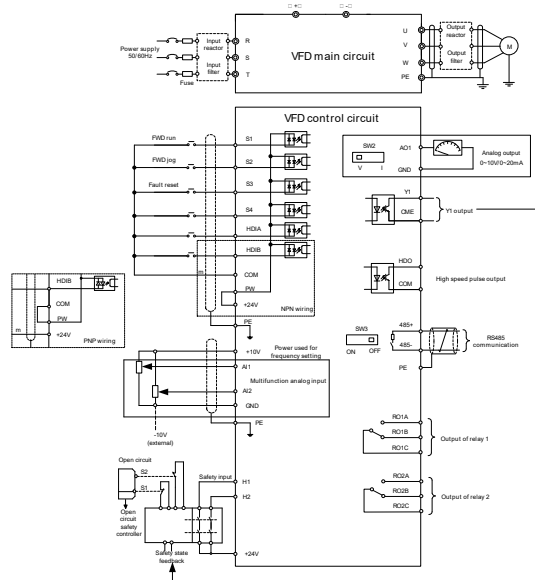 +
-
Power supply
50/60Hz
Input
reactor
Input
filter
Fuse
R
S
T
VFD main circuit
U
V
W
PE
Output
reactor
Output
filter
M
VFD control circuit
FWD run
S1
FWD jog
S2
Fault reset
S3
S4
HDIA
HDIB
COM
PW
+24V
PE
NPN wiring
m
SW2
V I
AO1
GND
Analog output
0~10V/0~20mA
Y1
CME
Y1 output
HDO
COM
High speed pulse output
HDIB
COM
PW
+24V
m
PNP wiring
SW3
ON OFF
485+
485-
PE
RS485
communication
+10V
Power used for
frequency setting
Multifunction analog input
AI1
AI2
GND
PE
-10V
(external)
RO1A
RO1B
RO1C
Output of relay 1
RO2A
RO2B
RO2C
Output of relay 2
Open circuit
S2
S1
Open
circuit
safety
controller
Safety input
H1
H2
+24V
Safety state
feedback